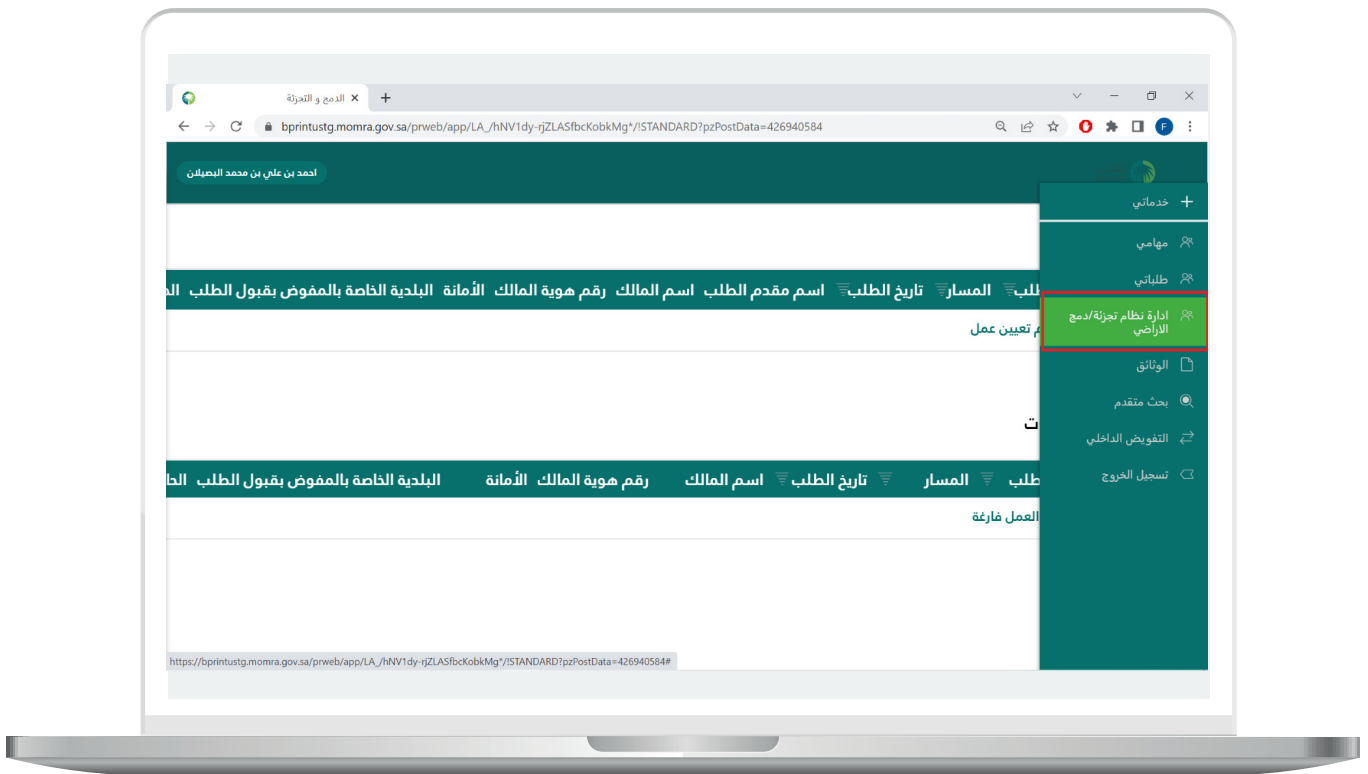 الدمج و التجزئة
bprintustg.momra.gov.sa/prweb/app/LA_/hNV1dy-rjZLASfbcKobkMg*/!STANDARD?pzPostData=426940584
F
احمد بن علي بن محمد البصيلان
خدماتي
مهامي
طلباتي
ادارة نظام تجزئة/دمج
الاراضي
الوثائق
بحث متقدم
التفويض الداخلي
تسجيل الخروج
المسار تاريخ الطلب اسم مقدم الطلب اسم المالك رقم هوية المالك الأمانة البلدية الخاصة بالمفوض بقبول الطلب
تعيين عمل
طلب المسار تاريخ الطلب اسم المالك رقم هوية المالك الأمانة البلدية الخاصة بالمفوض بقبول الطلب
العمل فارغة
https://bprintustg.momra.gov.sa/prweb/app/LA_/hNV1dy-rjZLASfbcKobkMg*/!STANDARD?pzPostData=426940584#